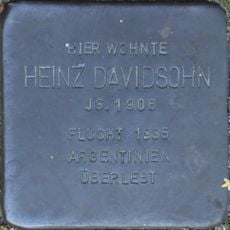 HIER WOHNTE
HEINZ DAVIDSOHN
JG. 1906
FLUCHT 1935
ARGENTINIEN
ÜBERLEBT